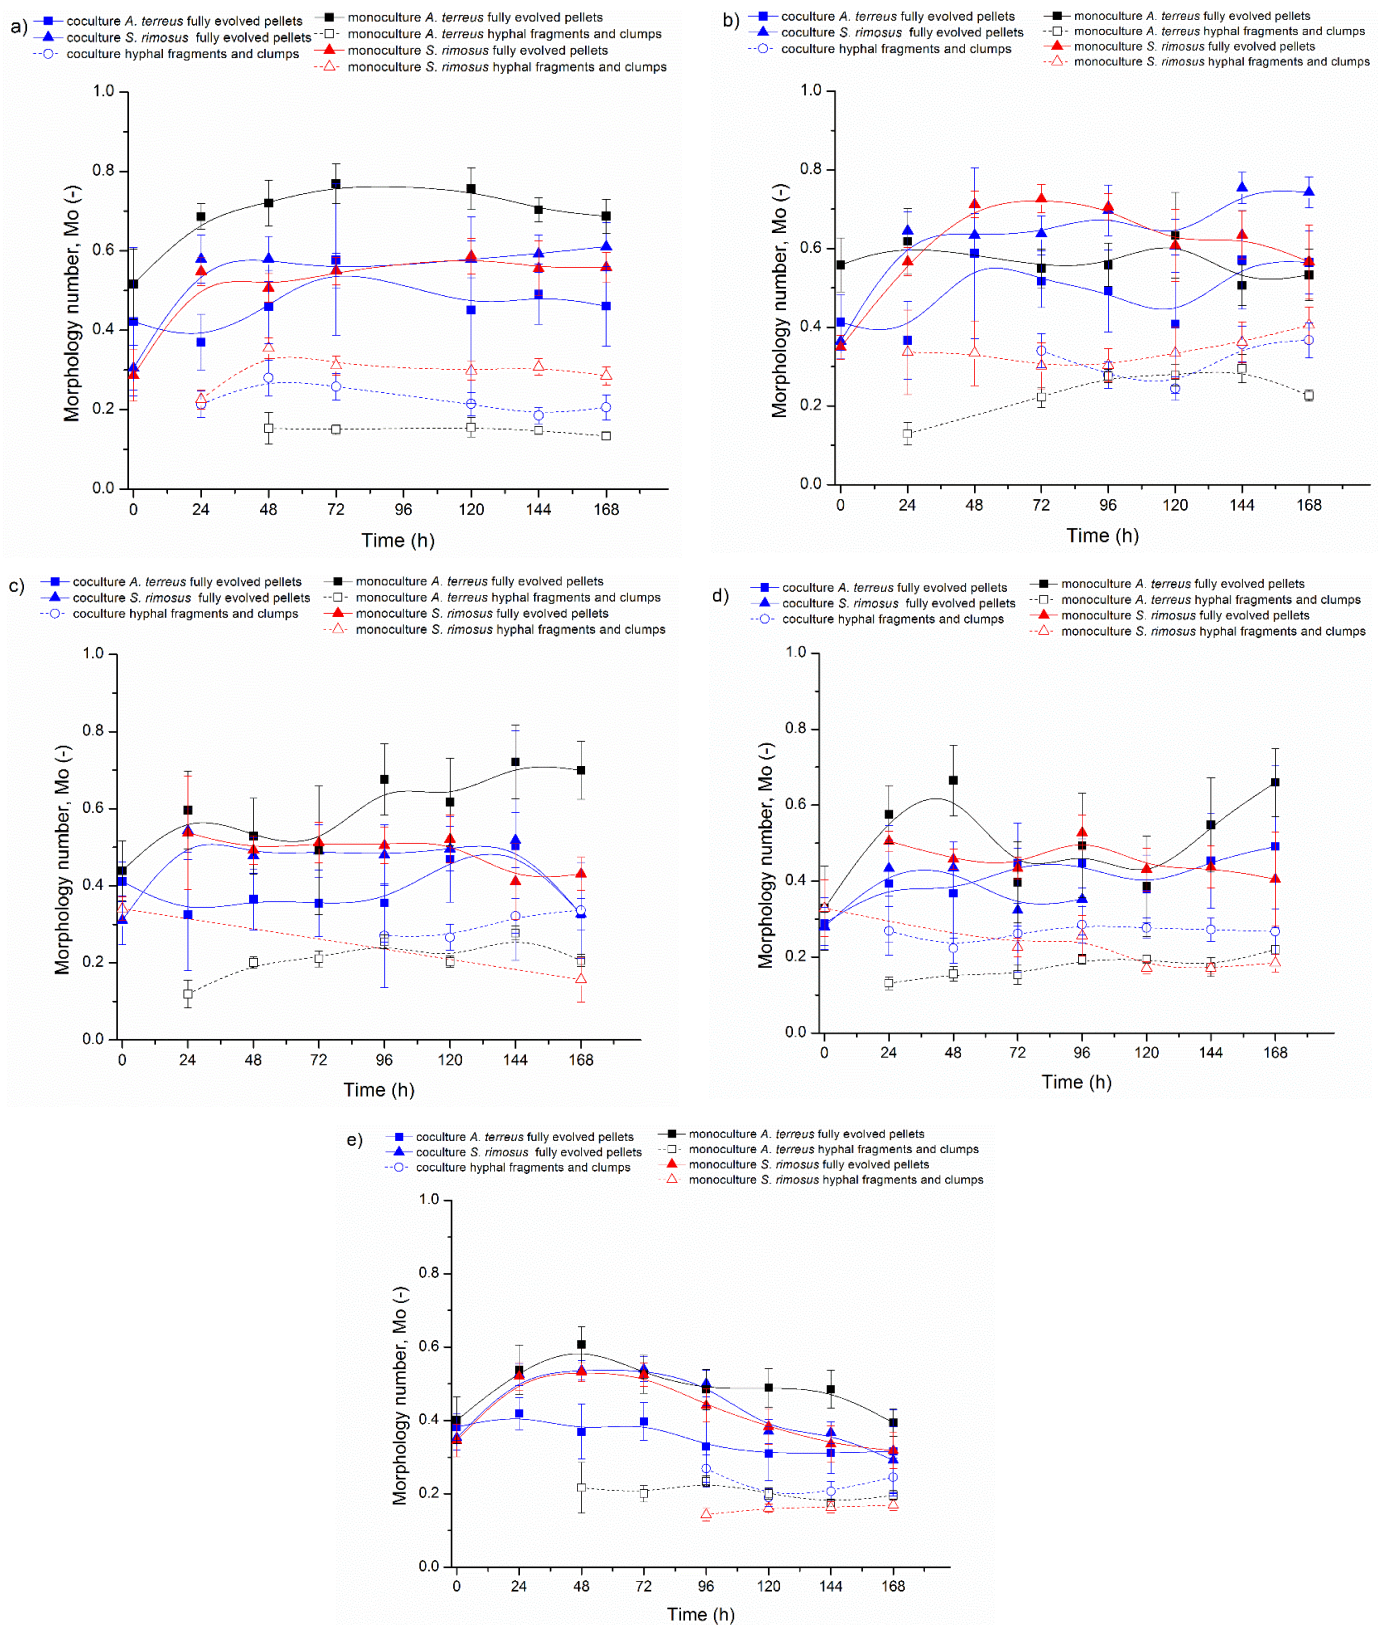 a)
coculture A. terreus fully evolved pellets
coculture S. rimosus fully evolved pellets
coculture hyphal fragments and clumps
monoculture A. terreus fully evolved pellets
monoculture A. terreus hyphal fragments and clumps
monoculture S. rimosus fully evolved pellets
monoculture S. rimosus hyphal fragments and clumps
Morphology number, Mo (-)
1.0
0.8
0.6
0.4
0.2
0.0
0 24 48 72 96 120 144 168
Time (h)
b)
coculture A. terreus fully evolved pellets
coculture S. rimosus fully evolved pellets
coculture hyphal fragments and clumps
monoculture A. terreus fully evolved pellets
monoculture A. terreus hyphal fragments and clumps
monoculture S. rimosus fully evolved pellets
monoculture S. rimosus hyphal fragments and clumps
Morphology number, Mo (-)
1.0
0.8
0.6
0.4
0.2
0.0
0 24 48 72 96 120 144 168
Time (h)
c)
coculture A. terreus fully evolved pellets
coculture S. rimosus fully evolved pellets
coculture hyphal fragments and clumps
monoculture A. terreus fully evolved pellets
monoculture A. terreus hyphal fragments and clumps
monoculture S. rimosus fully evolved pellets
monoculture S. rimosus hyphal fragments and clumps
Morphology number, Mo (-)
1.0
0.8
0.6
0.4
0.2
0.0
0 24 48 72 96 120 144 168
Time (h)
d)
coculture A. terreus fully evolved pellets
coculture S. rimosus fully evolved pellets
coculture hyphal fragments and clumps
monoculture A. terreus fully evolved pellets
monoculture A. terreus hyphal fragments and clumps
monoculture S. rimosus fully evolved pellets
monoculture S. rimosus hyphal fragments and clumps
Morphology number, Mo (-)
1.0
0.8
0.6
0.4
0.2
0.0
0 24 48 72 96 120 144 168
Time (h)
e)
coculture A. terreus fully evolved pellets
coculture S. rimosus fully evolved pellets
coculture hyphal fragments and clumps
monoculture A. terreus fully evolved pellets
monoculture A. terreus hyphal fragments and clumps
monoculture S. rimosus fully evolved pellets
monoculture S. rimosus hyphal fragments and clumps
Morphology number, Mo (-)
1.0
0.8
0.6
0.4
0.2
0.0
0 24 48 72 96 120 144 168
Time (h)